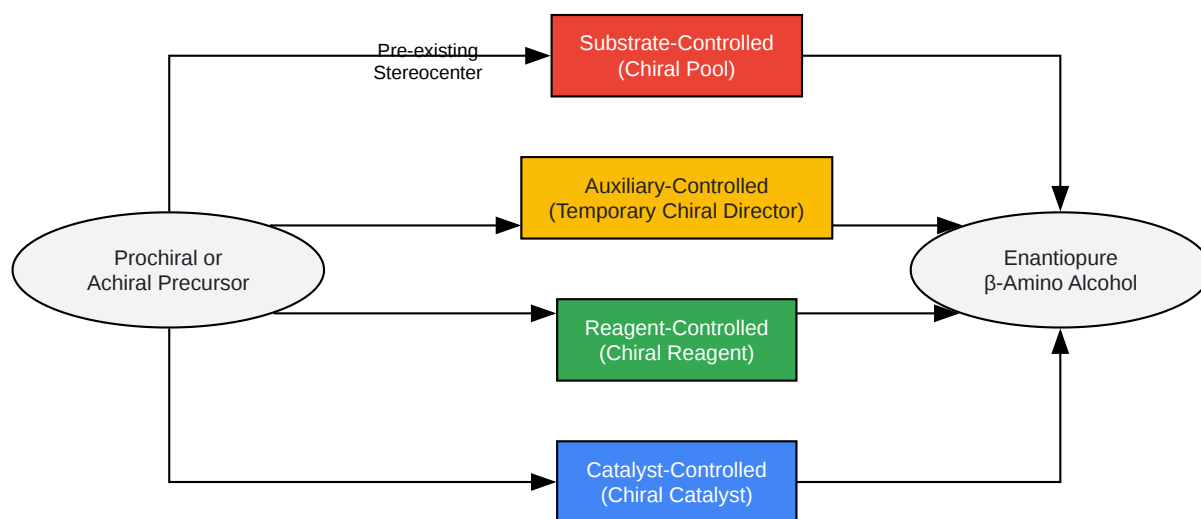 Pre-existing
Stereocenter
Substrate-Controlled
(Chiral Pool)
Auxiliary-Controlled
(Temporary Chiral Director)
Prochiral or
Achiral Precursor
Enantiopure
β-Amino Alcohol
Reagent-Controlled
(Chiral Reagent)
Catalyst-Controlled
(Chiral Catalyst)